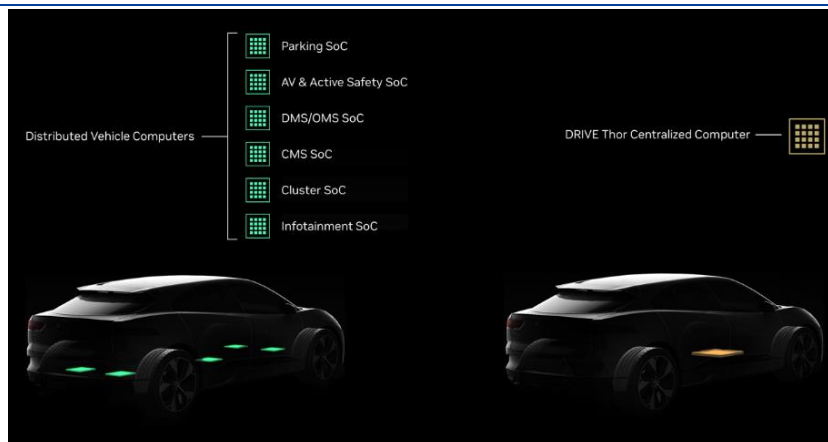 Distributed Vehicle Computers
Parking SoC
AV & Active Safety SoC
DMS/OMS SoC
CMS SoC
Cluster SoC
Infotainment SoC
DRIVE Thor Centralized Computer